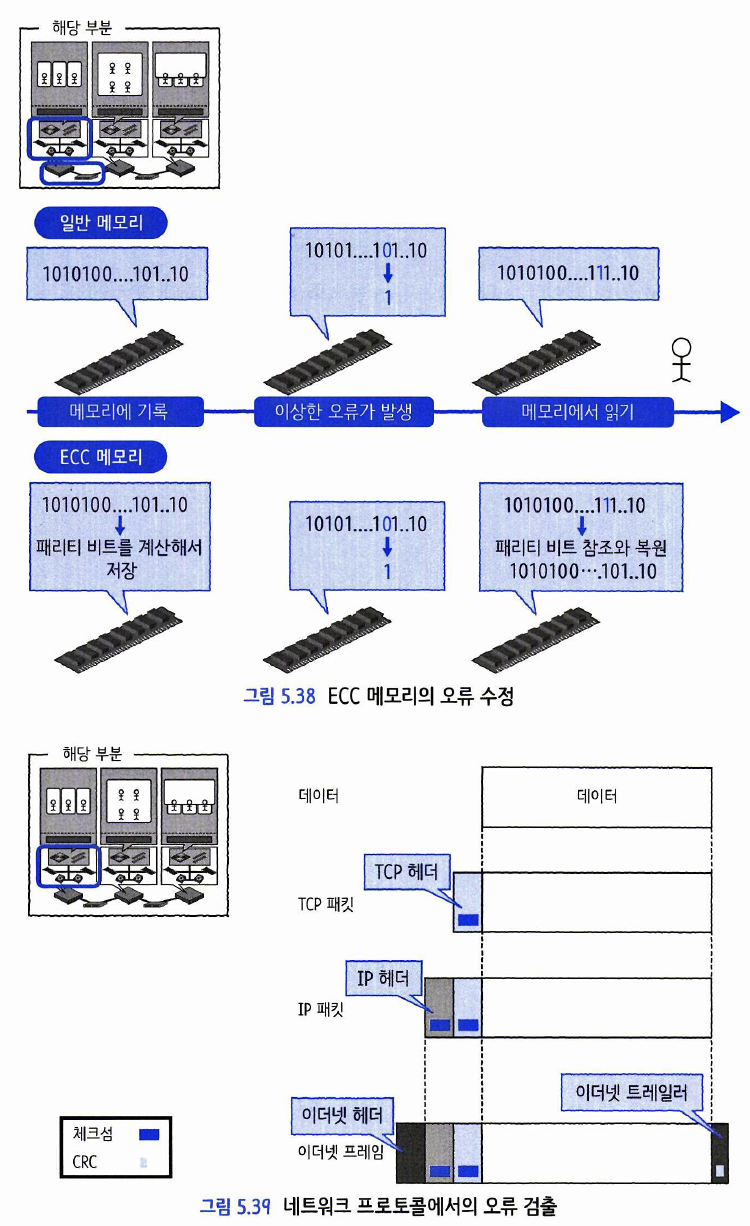 해당 부분
일반 메모리
1010100....101..10
10101....101..10
1
1010100....111..10
메모리에 기록
이상한 오류가 발생
메모리에서 읽기
ECC 메모리
1010100....101..10
패리티 비트를 계산해서
저장
10101....101..10
1
1010100....111..10
패리티 비트 참조와 복원
1010100···.101..10
그림 5.38 ECC 메모리의 오류 수정
해당 부분
데이터
데이터
TCP 헤더
TCP 패킷
IP 헤더
IP 패킷
이더넷 트레일러
이더넷 헤더
이더넷 프레임
체크섬
CRC
그림 5.39 네트워크 프로토콜에서의 오류 검출